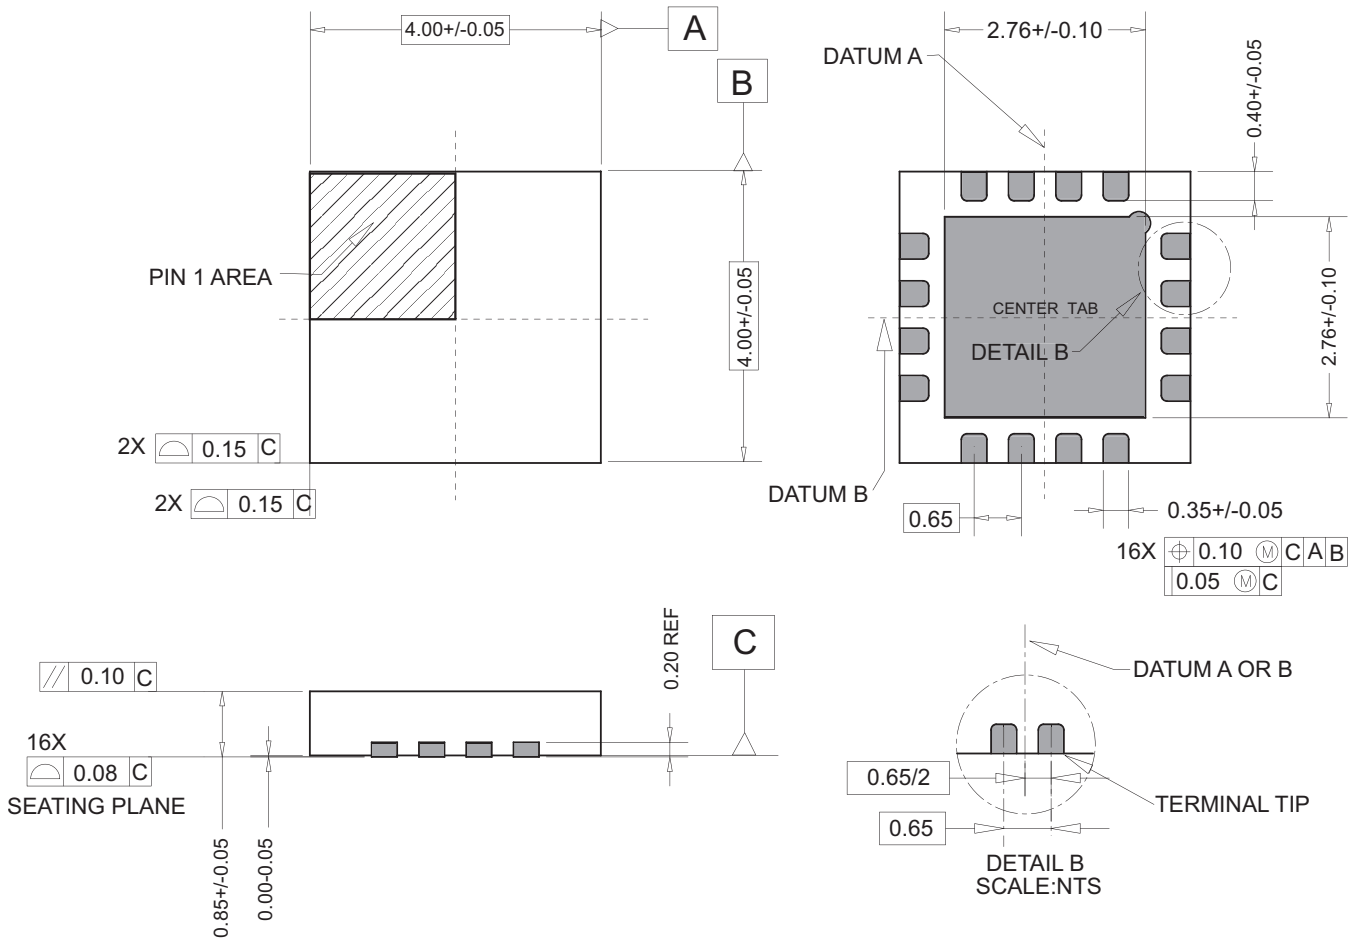 4.00+/-0.05
A
B
PIN 1 AREA
4.00+/-0.05
2X 0.15 C
2X 0.15 C
DATUM A
2.76+/-0.10
0.40+/-0.05
CENTER TAB
DETAIL B
2.76+/-0.10
DATUM B
0.65
0.35+/-0.05
16X 0.10 Ⓜ C A B
0.05 Ⓜ C
// 0.10 C
16X
0.08 C
SEATING PLANE
0.85+/-0.05
0.00-0.05
0.20 REF
C
DATUM A OR B
0.65/2
TERMINAL TIP
0.65
DETAIL B
SCALE:NTS